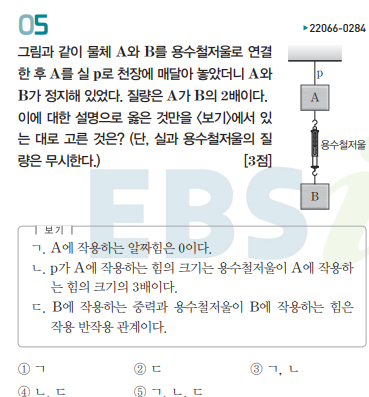 05
▶22066-0284
그림과 같이 물체 A와 B를 용수철저울로 연결
한 후 A를 실 p로 천장에 매달아 놓았더니 A와
B가 정지해 있었다. 질량은 A가 B의 2배이다.
이에 대한 설명으로 옳은 것만을 <보기>에서 있
는 대로 고른 것은? (단, 실과 용수철저울의 질
량은 무시한다.) [3점]
p
A
용수철저울
B
EBSi
보기
ㄱ. A에 작용하는 알짜힘은 0이다.
ㄴ. p가 A에 작용하는 힘의 크기는 용수철저울이 A에 작용하
는 힘의 크기의 3배이다.
ㄷ. B에 작용하는 중력과 용수철저울이 B에 작용하는 힘은
작용 반작용 관계이다.
① ㄱ ② ㄷ ③ ㄱ, ㄴ
④ ㄴ, ㄷ ⑤ ㄱ, ㄴ, ㄷ